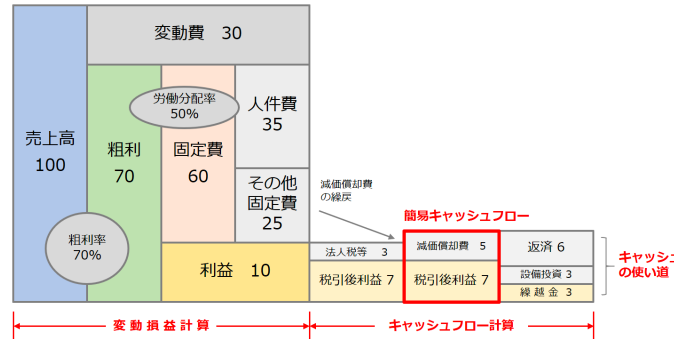 変動費 30
売上高
100
粗利
70
粗利率
70%
労働分配率
50%
固定費
60
人件費
35
その他
固定費
25
利益 10
減価償却費
の繰戻
簡易キャッシュフロー
法人税等 3
税引後利益 7
減価償却費 5
税引後利益 7
返済 6
設備投資 3
繰越金 3
キャッシュ
の使い道
変動損益計算
キャッシュフロー計算